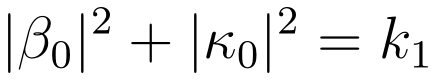 |β₀|² + |κ₀|² = k₁